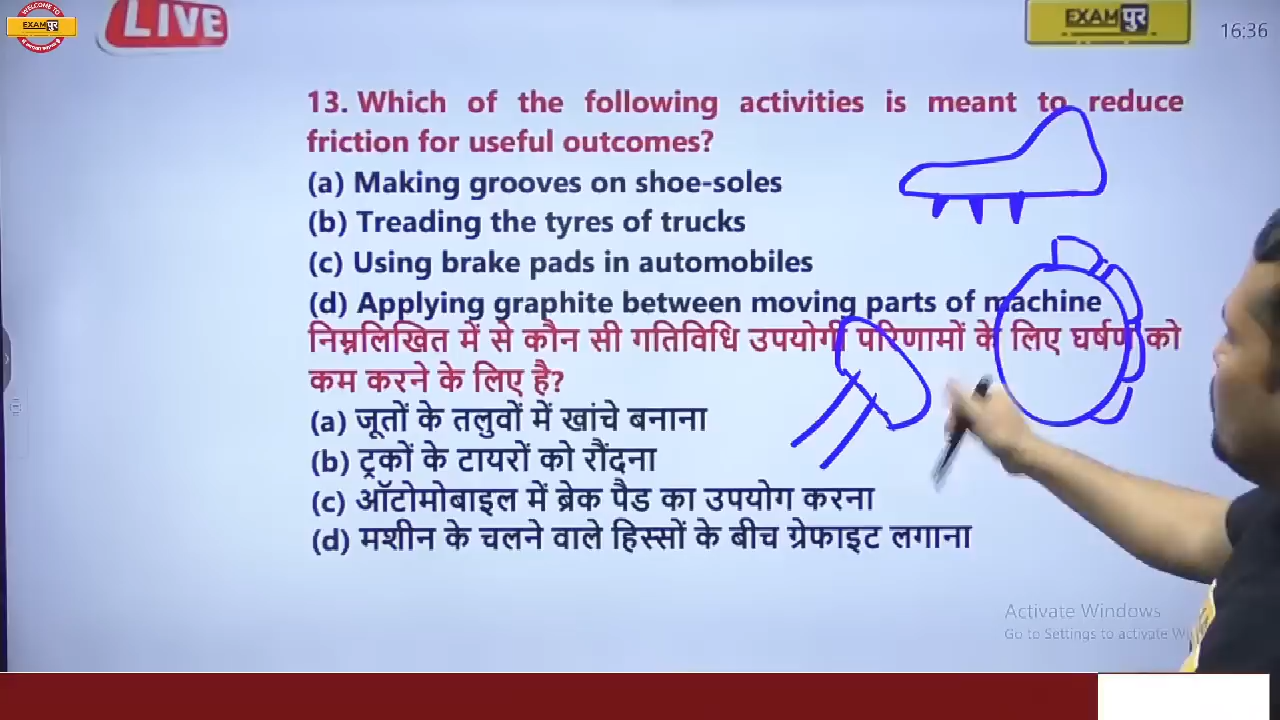 WELCOME TO
EXAMपुर
LIVE
EXAMपुर
16:36
13. Which of the following activities is meant to reduce
friction for useful outcomes?
(a) Making grooves on shoe-soles
(b) Treading the tyres of trucks
(c) Using brake pads in automobiles
(d) Applying graphite between moving parts of machine
निम्नलिखित में से कौन सी गतिविधि उपयोगी परिणामों के लिए घर्षण को
कम करने के लिए है?
(a) जूतों के तलुवों में खांचे बनाना
(b) ट्रकों के टायरों को रौंदना
(c) ऑटोमोबाइल में ब्रेक पैड का उपयोग करना
(d) मशीन के चलने वाले हिस्सों के बीच ग्रेफाइट लगाना
Activate Windows
Go to Settings to activate